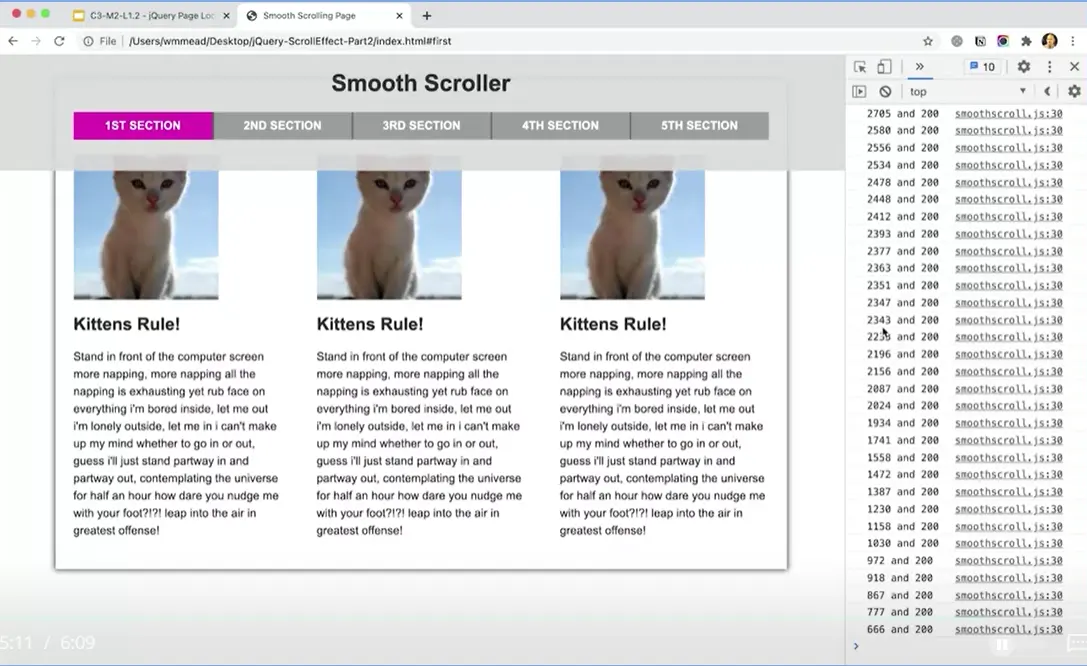 C3-M2-L1.2 - jQuery Page Loc
Smooth Scrolling Page
File /Users/wmmead/Desktop/jQuery-ScrollEffect-Part2/index.html#first
10
top
Smooth Scroller
1ST SECTION 2ND SECTION 3RD SECTION 4TH SECTION 5TH SECTION
Kittens Rule!
Stand in front of the computer screen
more napping, more napping all the
napping is exhausting yet rub face on
everything i'm bored inside, let me out
i'm lonely outside, let me in i can't make
up my mind whether to go in or out,
guess i'll just stand partway in and
partway out, contemplating the universe
for half an hour how dare you nudge me
with your foot?!?! leap into the air in
greatest offense!
Kittens Rule!
Stand in front of the computer screen
more napping, more napping all the
napping is exhausting yet rub face on
everything i'm bored inside, let me out
i'm lonely outside, let me in i can't make
up my mind whether to go in or out,
guess i'll just stand partway in and
partway out, contemplating the universe
for half an hour how dare you nudge me
with your foot?!?! leap into the air in
greatest offense!
Kittens Rule!
Stand in front of the computer screen
more napping, more napping all the
napping is exhausting yet rub face on
everything i'm bored inside, let me out
i'm lonely outside, let me in i can't make
up my mind whether to go in or out,
guess i'll just stand partway in and
partway out, contemplating the universe
for half an hour how dare you nudge me
with your foot?!?! leap into the air in
greatest offense!
2705 and 200 smoothscroll.js:30
2580 and 200 smoothscroll.js:30
2556 and 200 smoothscroll.js:30
2534 and 200 smoothscroll.js:30
2478 and 200 smoothscroll.js:30
2448 and 200 smoothscroll.js:30
2412 and 200 smoothscroll.js:30
2393 and 200 smoothscroll.js:30
2377 and 200 smoothscroll.js:30
2363 and 200 smoothscroll.js:30
2351 and 200 smoothscroll.js:30
2347 and 200 smoothscroll.js:30
2343 and 200 smoothscroll.js:30
and 200 smoothscroll.js:30
2196 and 200 smoothscroll.js:30
2156 and 200 smoothscroll.js:30
2087 and 200 smoothscroll.js:30
2024 and 200 smoothscroll.js:30
1934 and 200 smoothscroll.js:30
1741 and 200 smoothscroll.js:30
1558 and 200 smoothscroll.js:30
1472 and 200 smoothscroll.js:30
1387 and 200 smoothscroll.js:30
1230 and 200 smoothscroll.js:30
1158 and 200 smoothscroll.js:30
1030 and 200 smoothscroll.js:30
972 and 200 smoothscroll.js:30
918 and 200 smoothscroll.js:30
867 and 200 smoothscroll.js:30
777 and 200 smoothscroll.js:30
666 and 200 smoothscroll.js:30
5:11 / 6:09